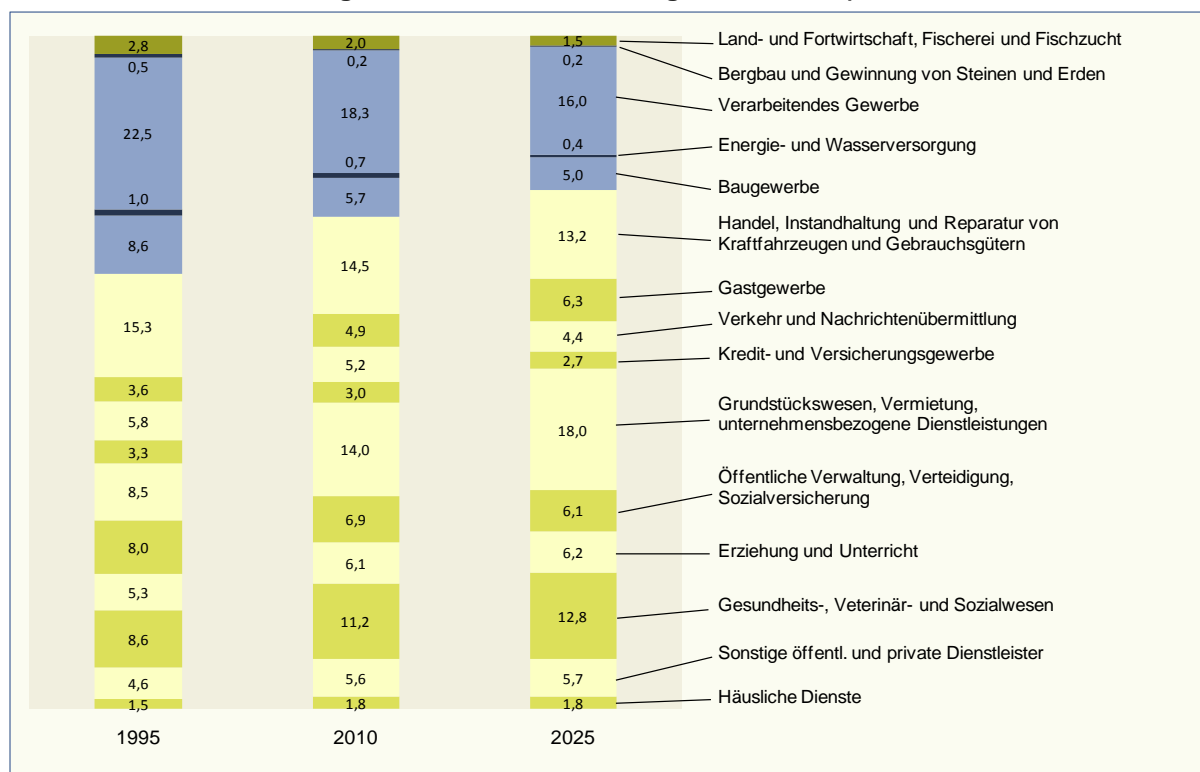 2,8
0,5
22,5
1,0
8,6
15,3
3,6
5,8
3,3
8,5
8,0
5,3
8,6
4,6
1,5
1995
2,0
0,2
18,3
0,7
5,7
14,5
4,9
5,2
3,0
14,0
6,9
6,1
11,2
5,6
1,8
2010
1,5
0,2
16,0
0,4
5,0
13,2
6,3
4,4
2,7
18,0
6,1
6,2
12,8
5,7
1,8
2025
Land- und Fortwirtschaft, Fischerei und Fischzucht
Bergbau und Gewinnung von Steinen und Erden
Verarbeitendes Gewerbe
Energie- und Wasserversorgung
Baugewerbe
Handel, Instandhaltung und Reparatur von
Kraftfahrzeugen und Gebrauchsgütern
Gastgewerbe
Verkehr und Nachrichtenübermittlung
Kredit- und Versicherungsgewerbe
Grundstückswesen, Vermietung,
unternehmensbezogene Dienstleistungen
Öffentliche Verwaltung, Verteidigung,
Sozialversicherung
Erziehung und Unterricht
Gesundheits-, Veterinär- und Sozialwesen
Sonstige öffentl. und private Dienstleister
Häusliche Dienste